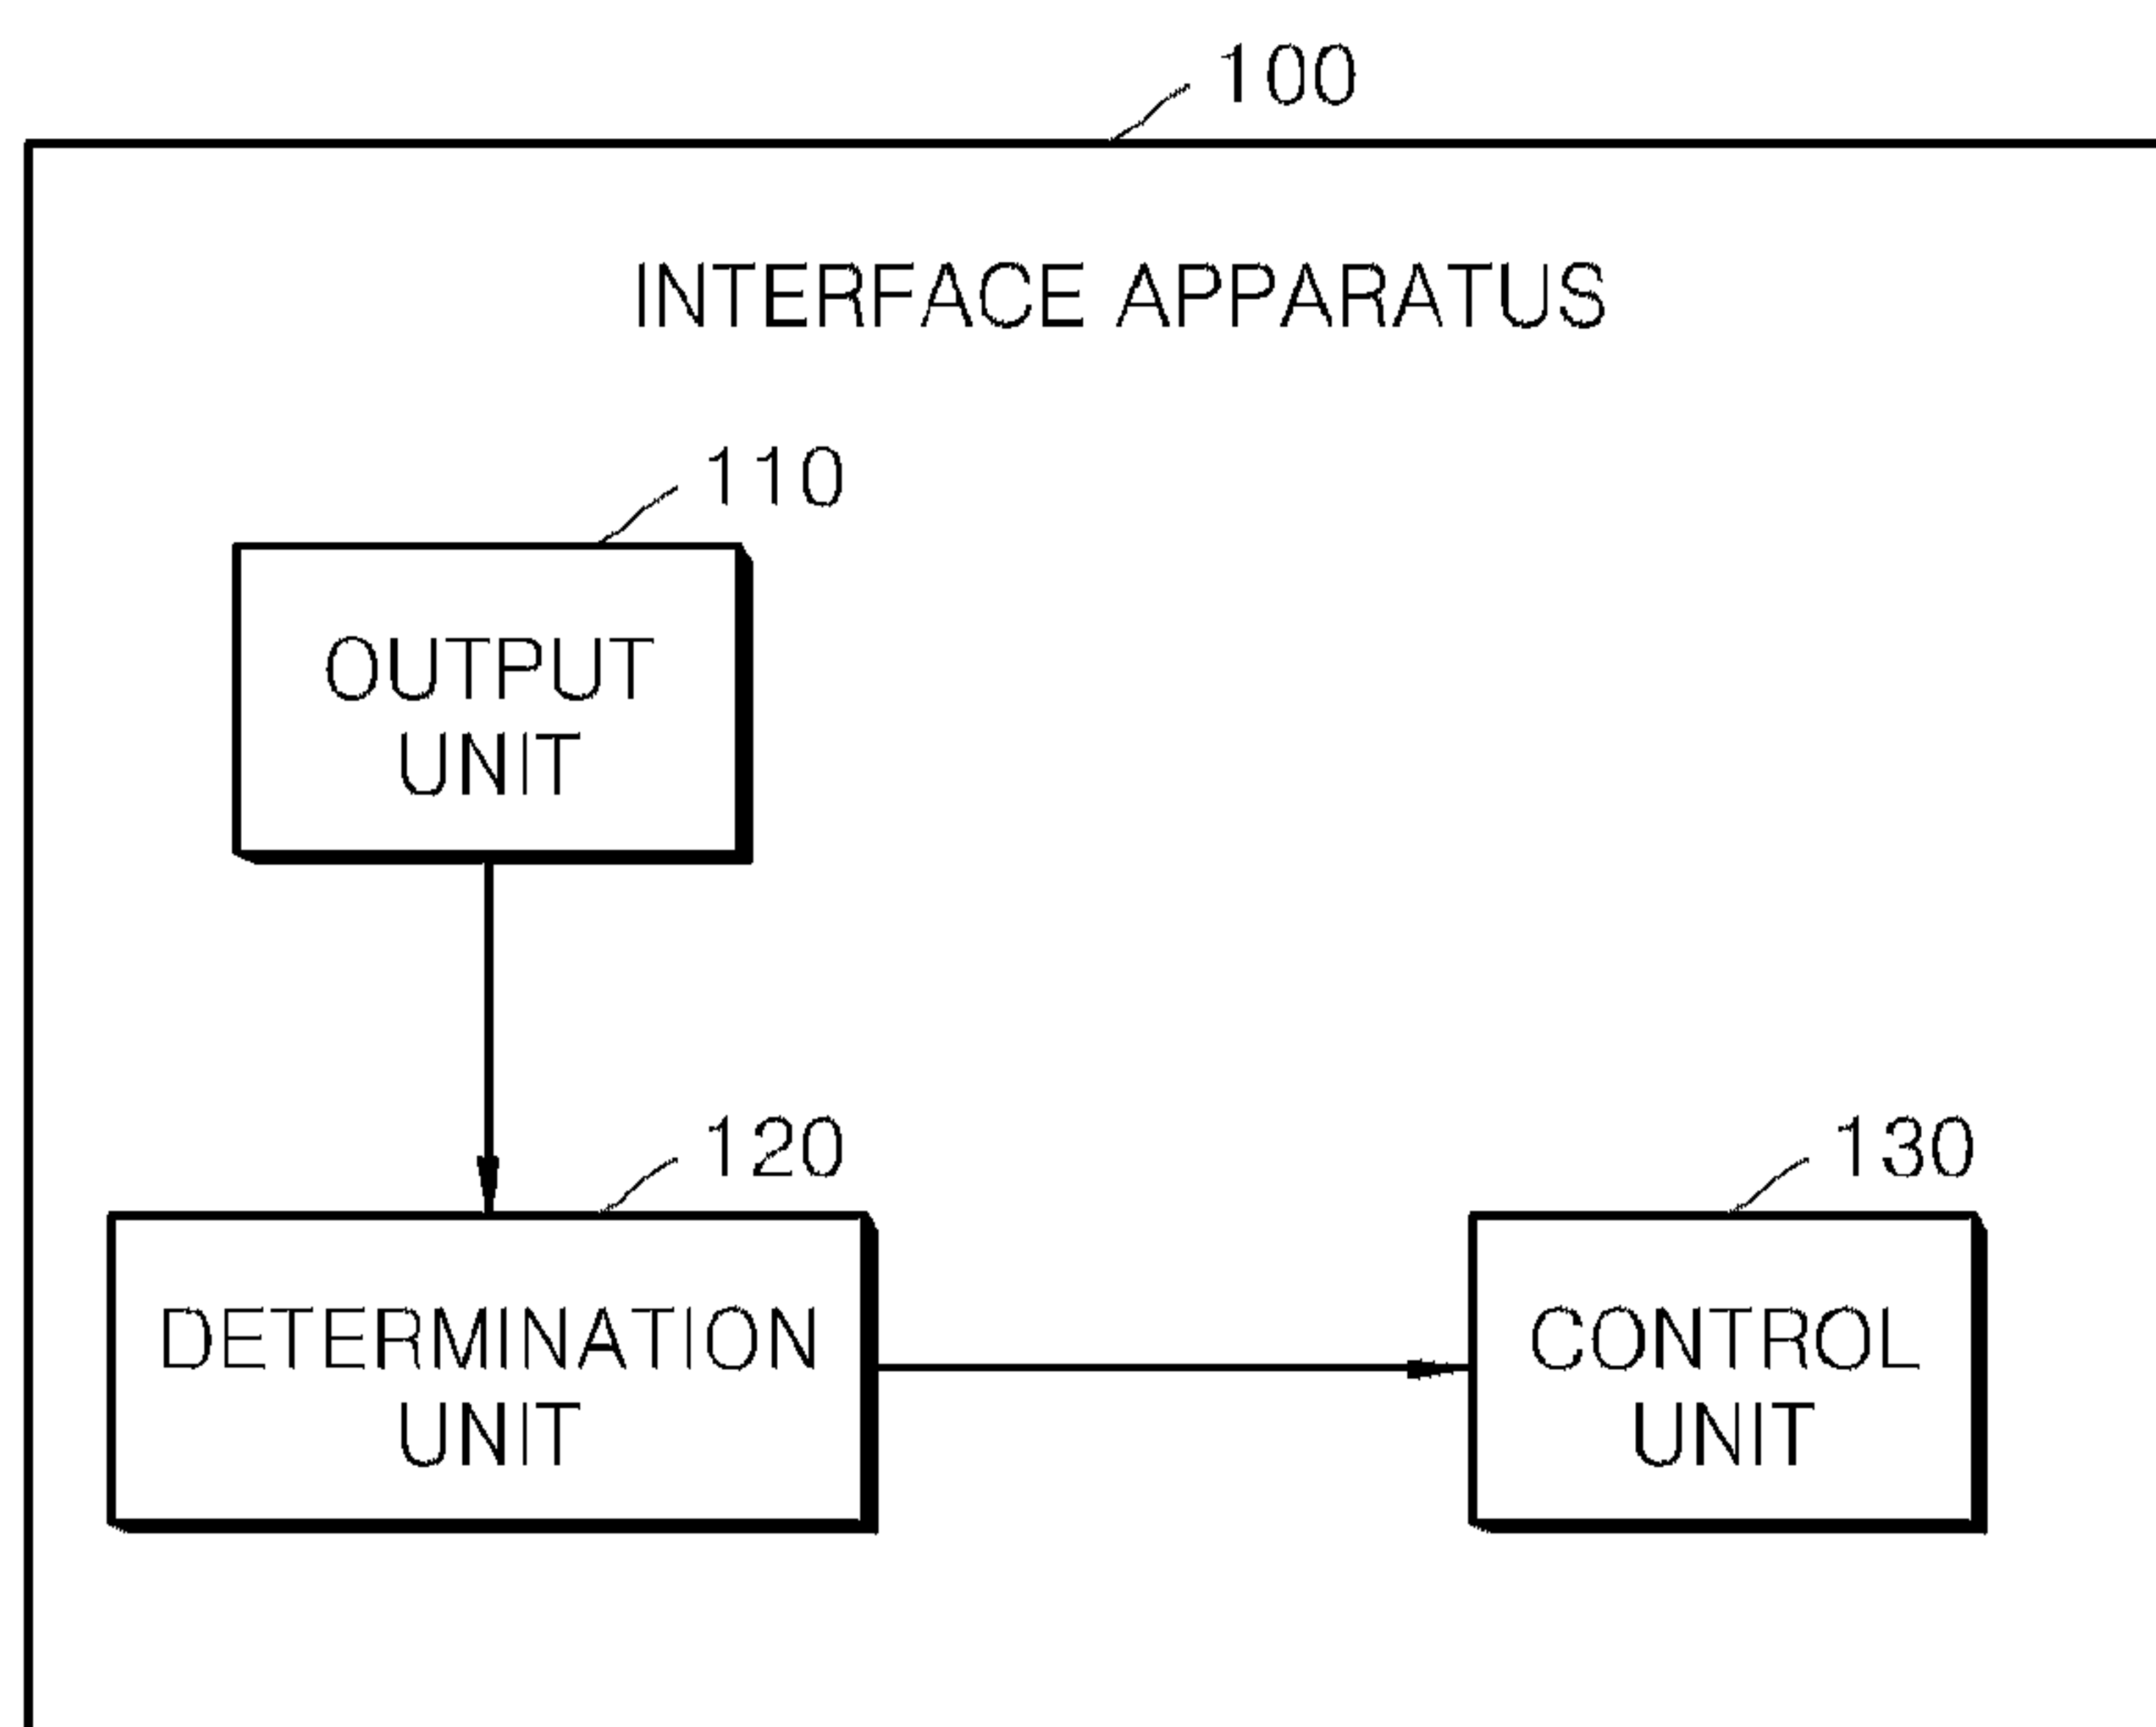 100
INTERFACE APPARATUS
110
OUTPUT
UNIT
120
130
DETERMINATION
UNIT
CONTROL
UNIT